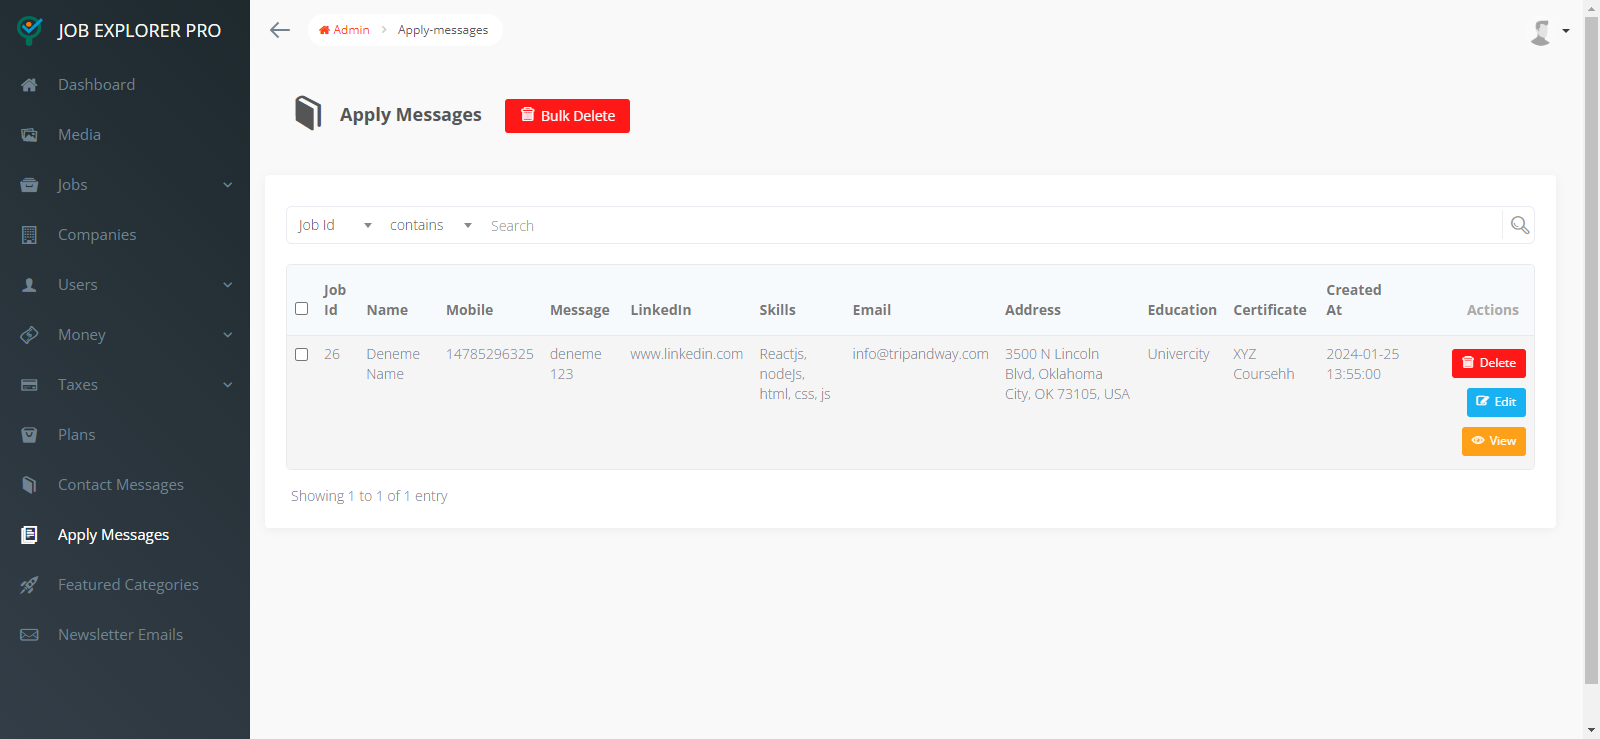 JOB EXPLORER PRO
Dashboard
Media
Jobs
Companies
Users
Money
Taxes
Plans
Contact Messages
Apply Messages
Featured Categories
Newsletter Emails
Admin > Apply-messages
Apply Messages Bulk Delete
Job Id contains Search
Job Id Name Mobile Message LinkedIn Skills Email Address Education Certificate Created At Actions
26 Deneme Name 14785296325 deneme 123 www.linkedin.com Reactjs, nodeJs, html, css, js info@tripandway.com 3500 N Lincoln Blvd, Oklahoma City, OK 73105, USA Univercity XYZ Coursehh 2024-01-25 13:55:00
Delete
Edit
View
Showing 1 to 1 of 1 entry